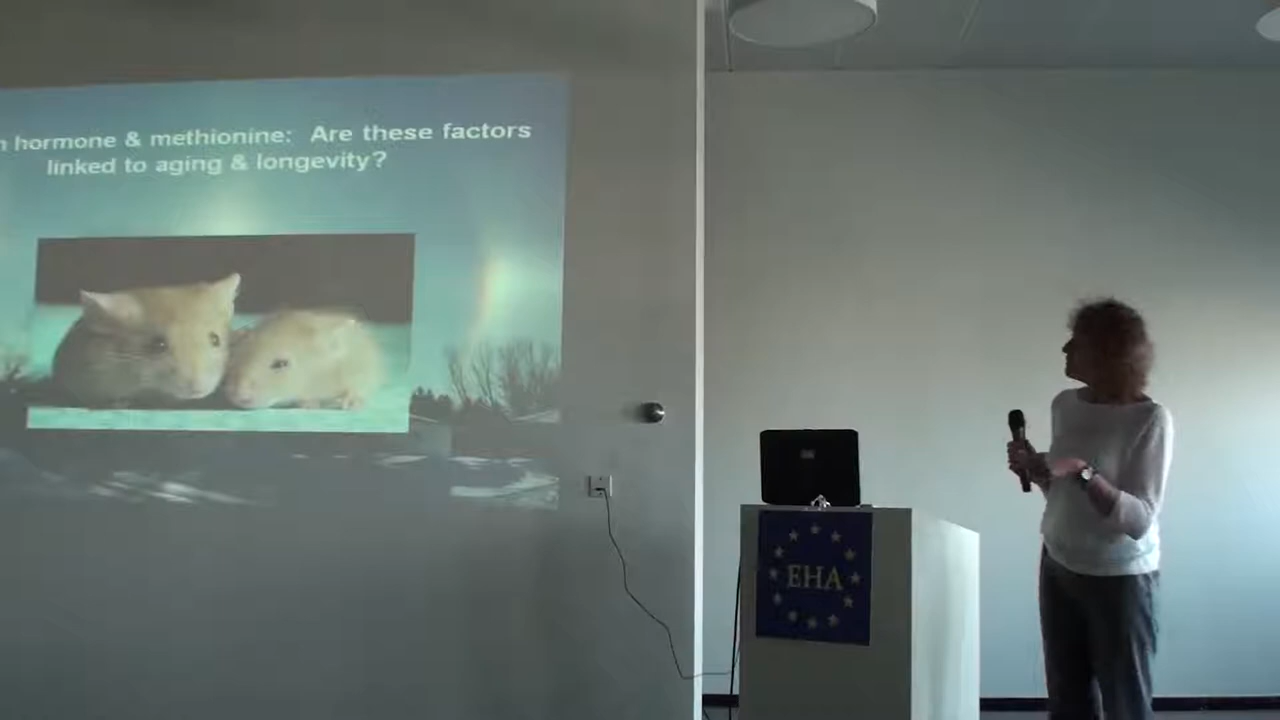 hormone & methionine: Are these factors
linked to aging & longevity?
EHA